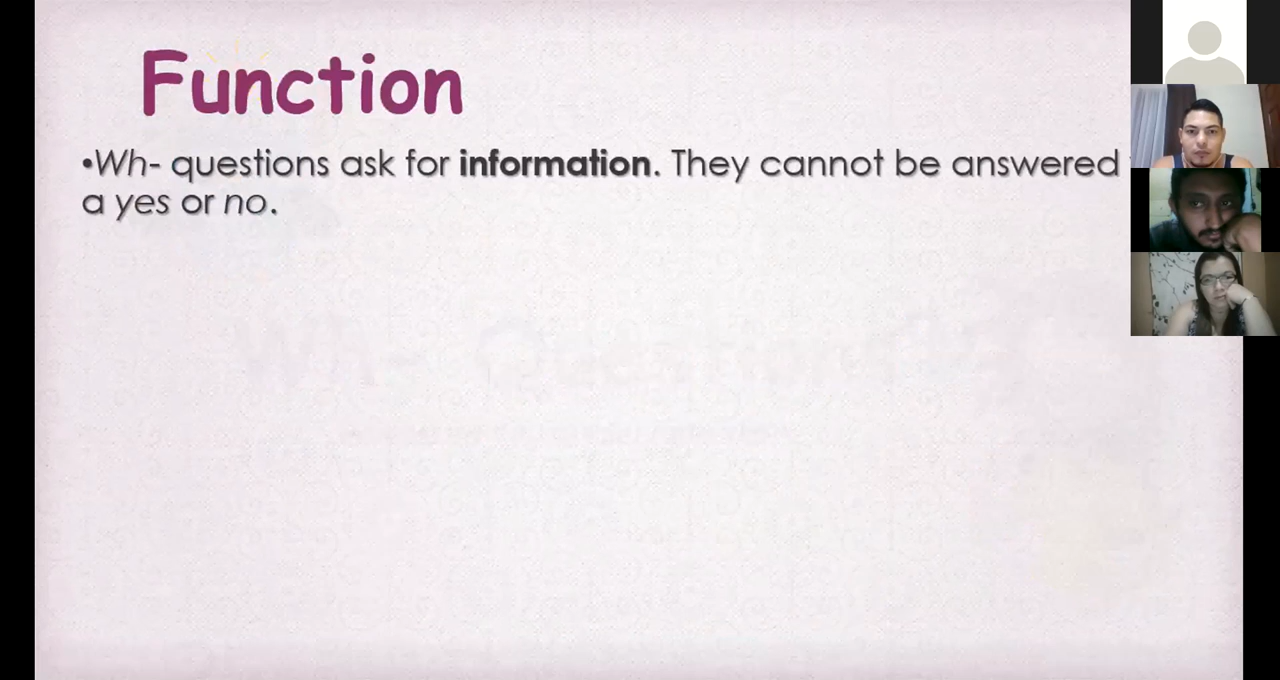 Function
•Wh- questions ask for information. They cannot be answered
a yes or no.